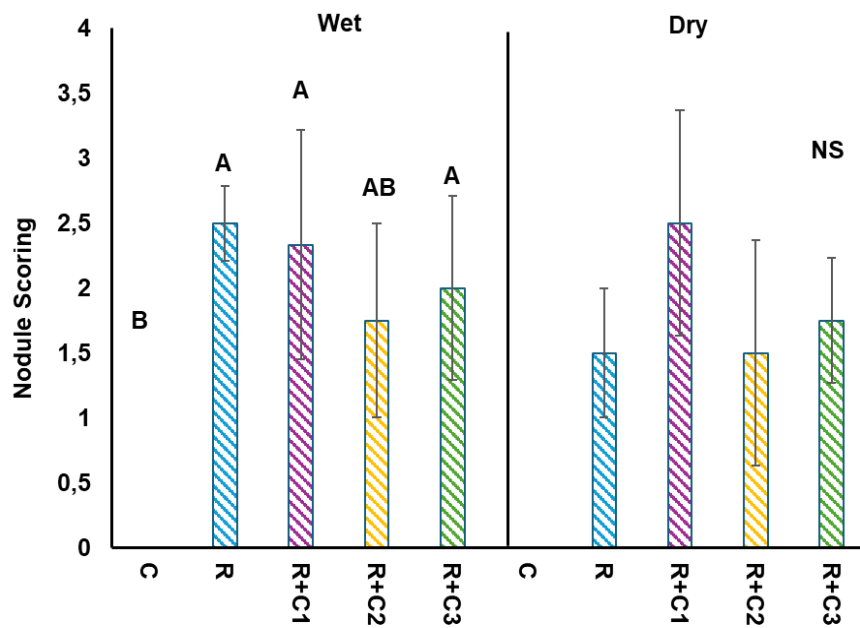 Wet
Dry
Nodule Scoring
4
3,5
3
2,5
2
1,5
1
0,5
0
B
A
A
AB
A
NS
C
R
R+C1
R+C2
R+C3
C
R
R+C1
R+C2
R+C3